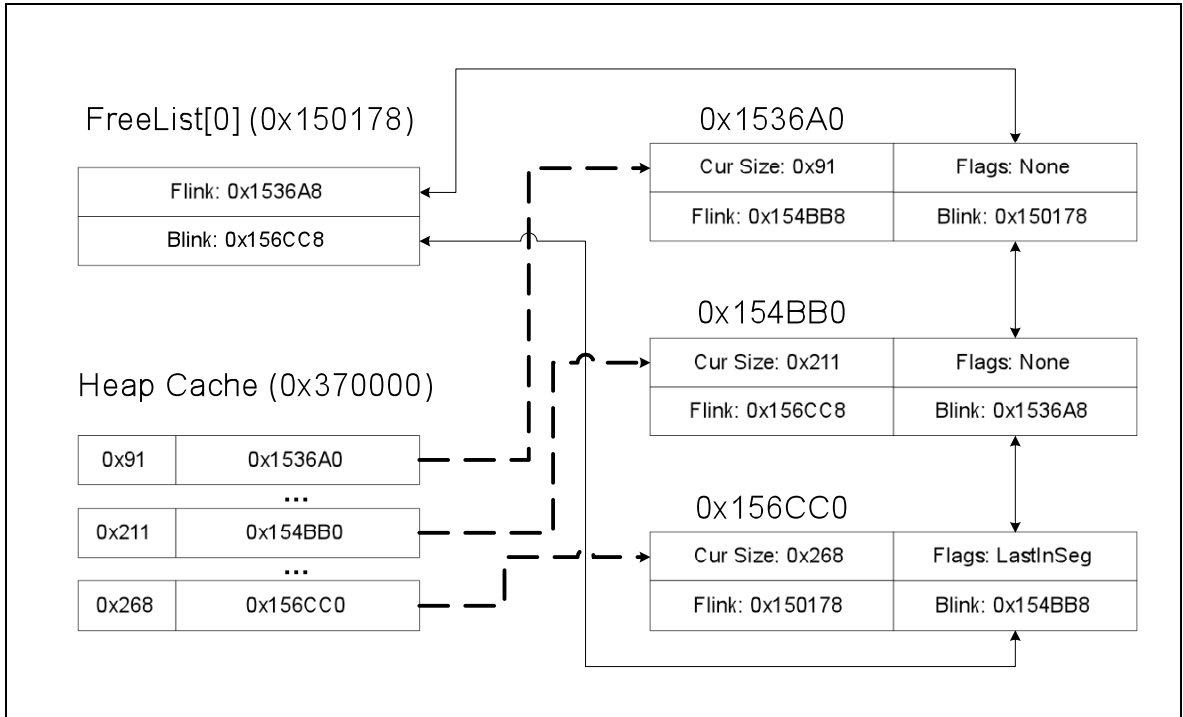 FreeList[0] (0x150178)
Flink: 0x1536A8
Blink: 0x156CC8
Heap Cache (0x370000)
0x91 0x1536A0
...
0x211 0x154BB0
...
0x268 0x156CC0
0x1536A0
Cur Size: 0x91 Flags: None
Flink: 0x154BB8 Blink: 0x150178
0x154BB0
Cur Size: 0x211 Flags: None
Flink: 0x156CC8 Blink: 0x1536A8
0x156CC0
Cur Size: 0x268 Flags: LastInSeg
Flink: 0x150178 Blink: 0x154BB8